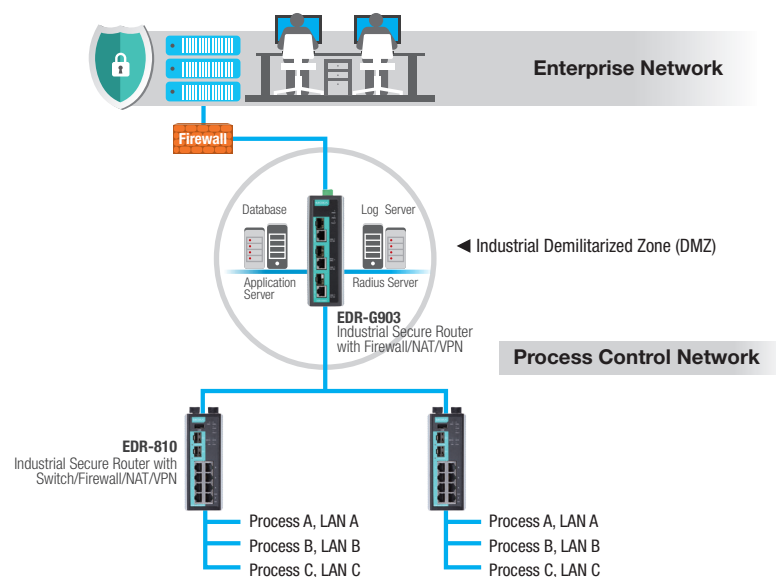 Enterprise Network
Firewall
Database
Log Server
Application
Server
Radius Server
◄ Industrial Demilitarized Zone (DMZ)
EDR-G903
Industrial Secure Router
with Firewall/NAT/VPN
Process Control Network
EDR-810
Industrial Secure Router with
Switch/Firewall/NAT/VPN
Process A, LAN A
Process B, LAN B
Process C, LAN C
Process A, LAN A
Process B, LAN B
Process C, LAN C